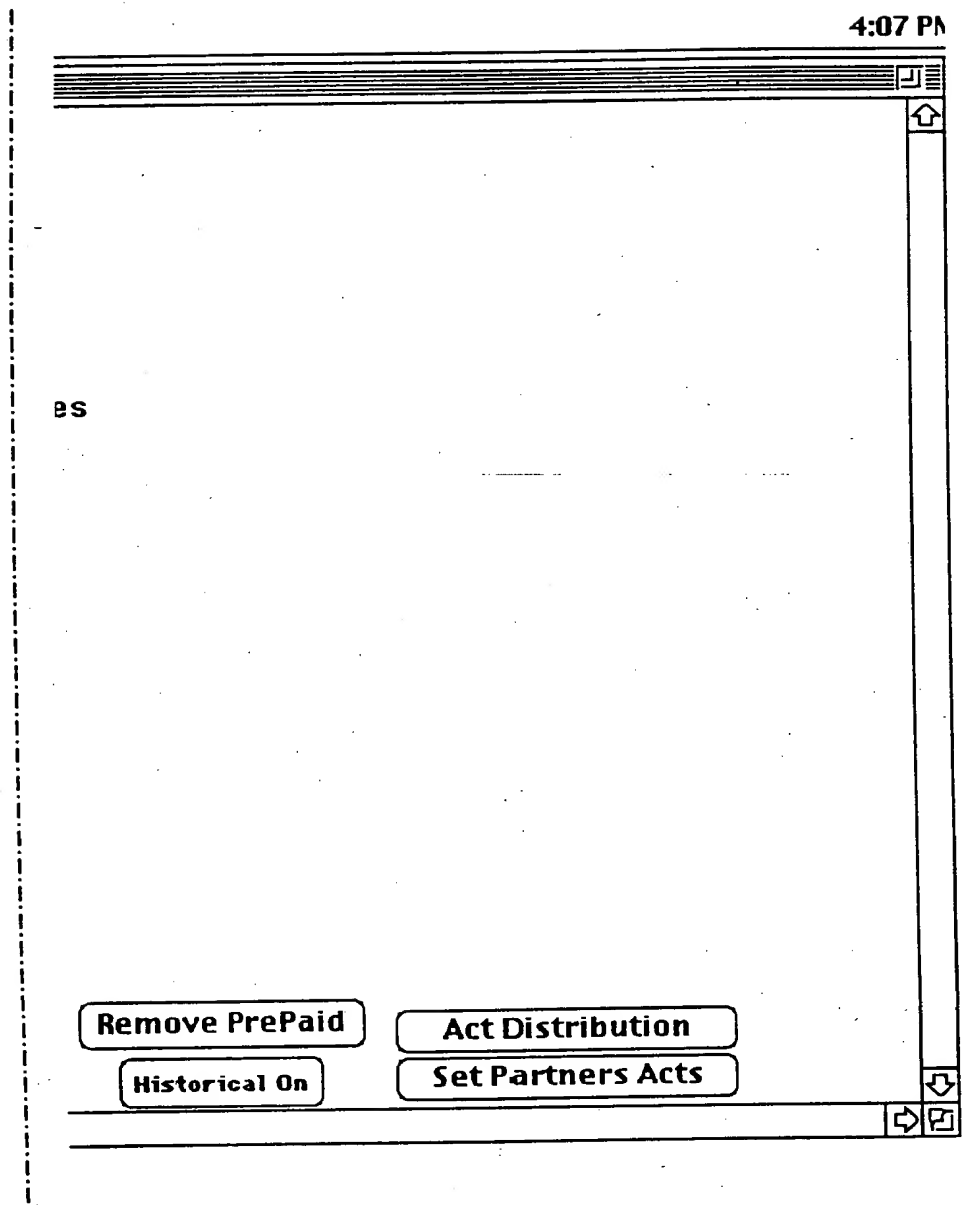 4:07 PM
es
Remove PrePaid
Act Distribution
Historical On
Set Partners Acts